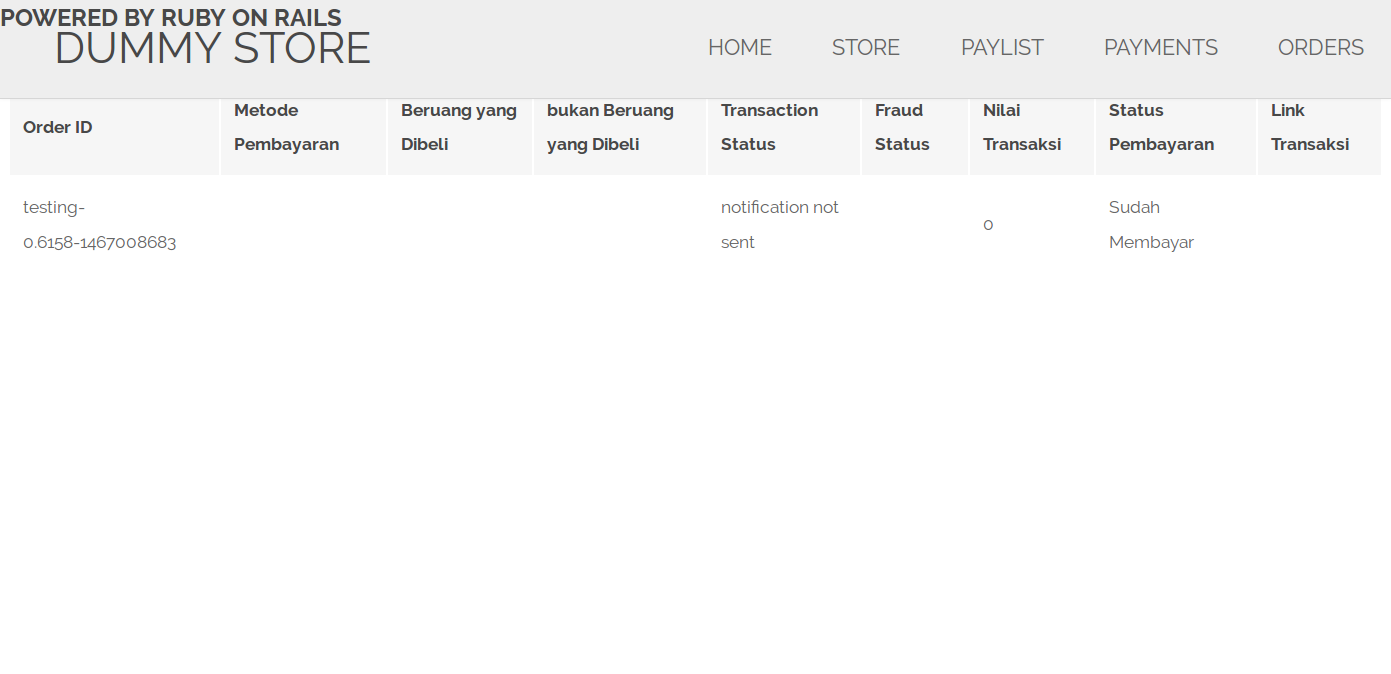 POWERED BY RUBY ON RAILS
DUMMY STORE
HOME STORE PAYLIST PAYMENTS ORDERS
Order ID
Metode
Pembayaran
Beruang yang
Dibeli
bukan Beruang
yang Dibeli
Transaction
Status
Fraud
Status
Nilai
Transaksi
Status
Pembayaran
Link
Transaksi
testing-
0.6158-1467008683
notification not
sent
0
Sudah
Membayar